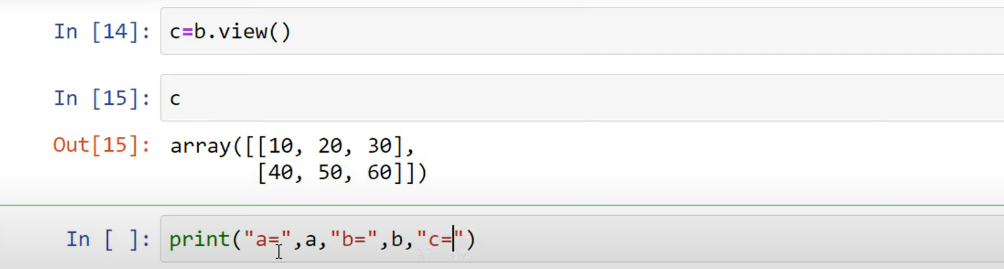 In [14]: c=b.view()
In [15]: c
Out[15]: array([[10, 20, 30],
[40, 50, 60]])
In [ ]: print("a=",a,"b=",b,"c=")